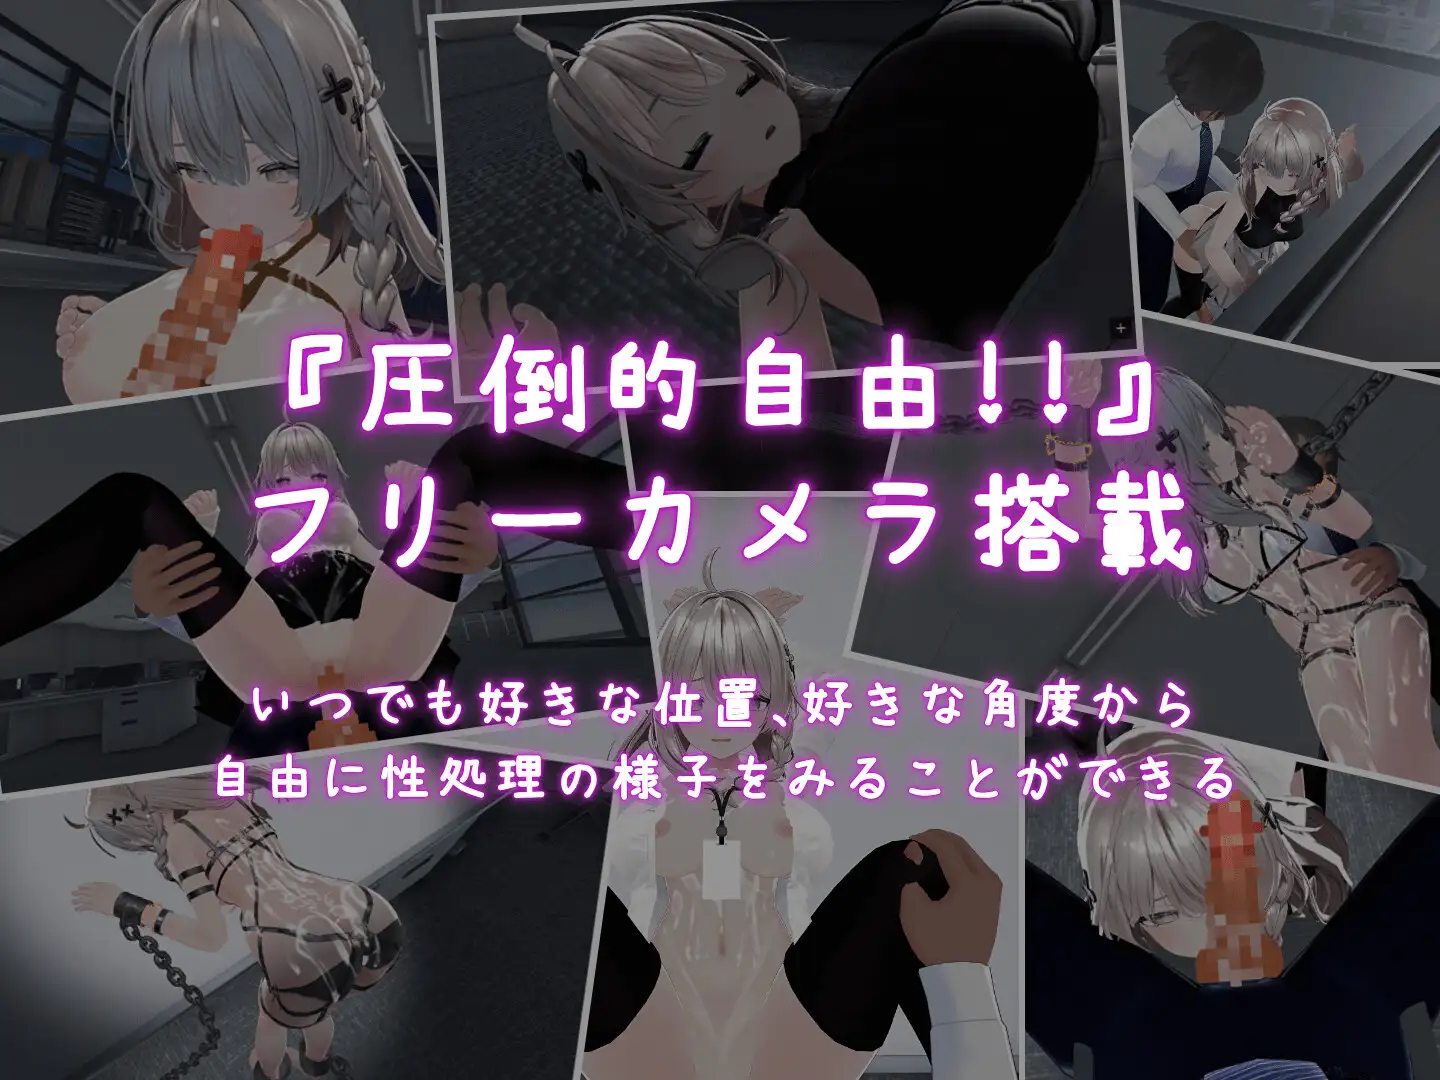 『圧倒的自由!!』
フリーカメラ搭載
いつでも好きな位置、好きな角度から
自由に性処理の様子をみることができる